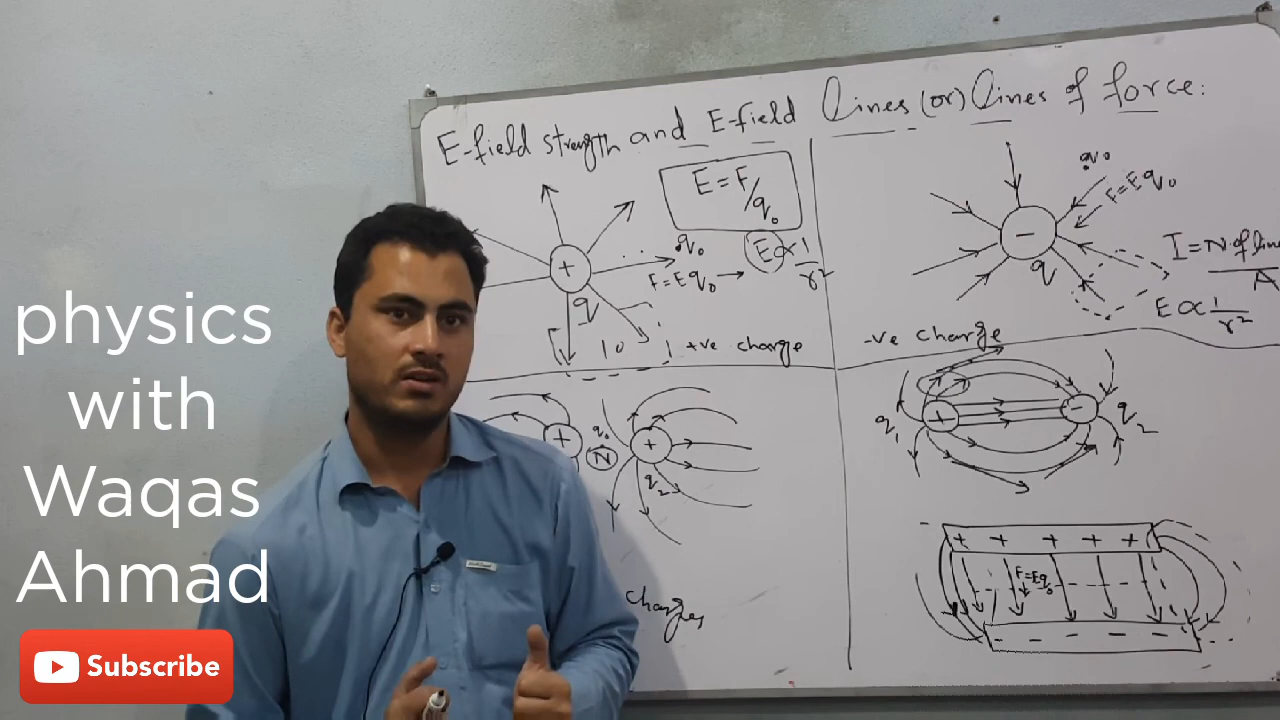 physics
with
Waqas
Ahmad
Subscribe
E-field strength and E-field lines (or) lines of force:
E = F/q₀
E ∝ 1/r²
+
q
q₀
F = Eq₀ →
10
+ve charge
q₀
F = Eq₀
-
q
I = N of line
A
E ∝ 1/r²
-ve charge
+
q₀
N
+
q₂
charges
q₁
+
-
q₂
+ + + + +
F = Eq₀
- - - - - -